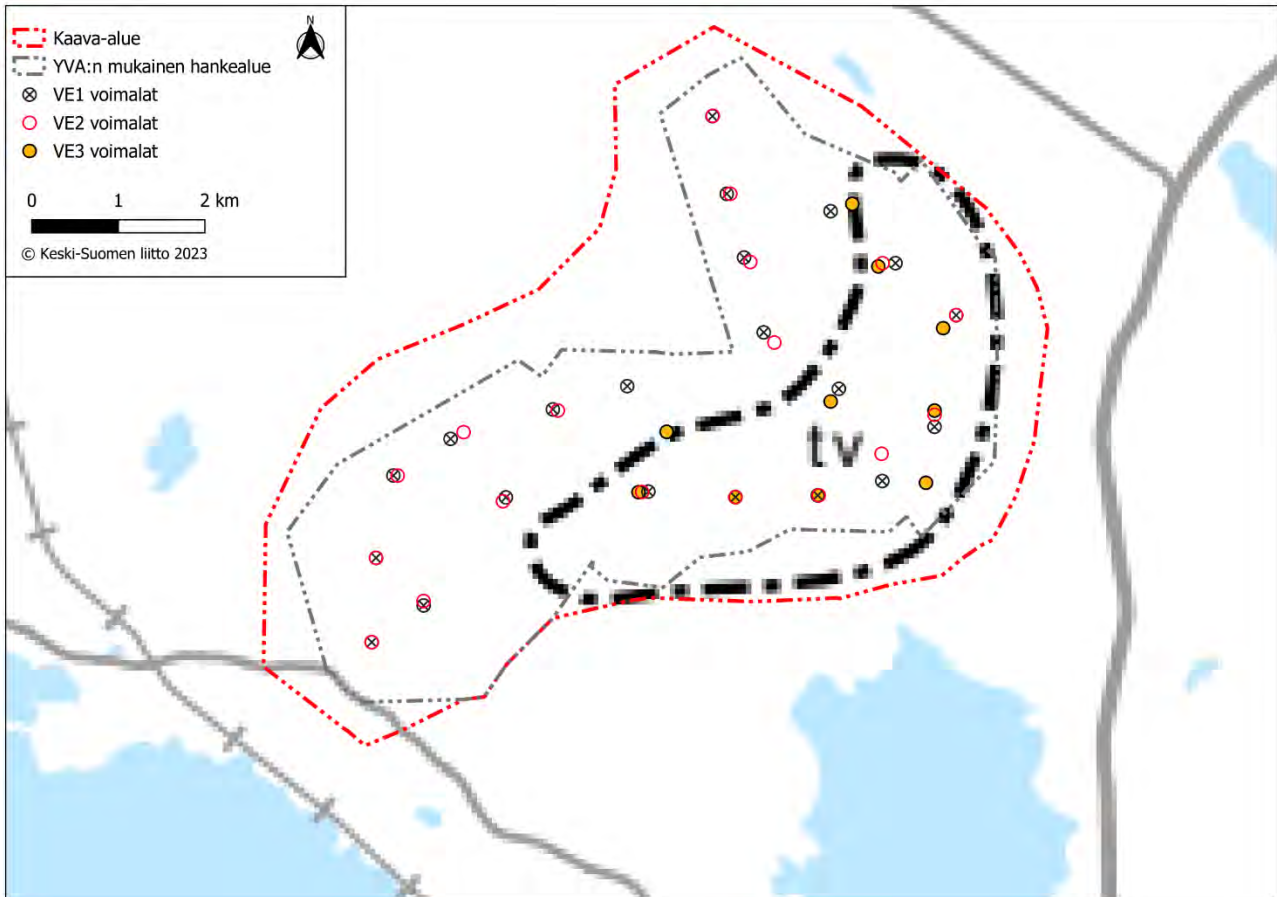 N
Kaava-alue
YVA:n mukainen hankealue
VE1 voimalat
VE2 voimalat
VE3 voimalat
0 1 2 km
© Keski-Suomen liitto 2023
tv